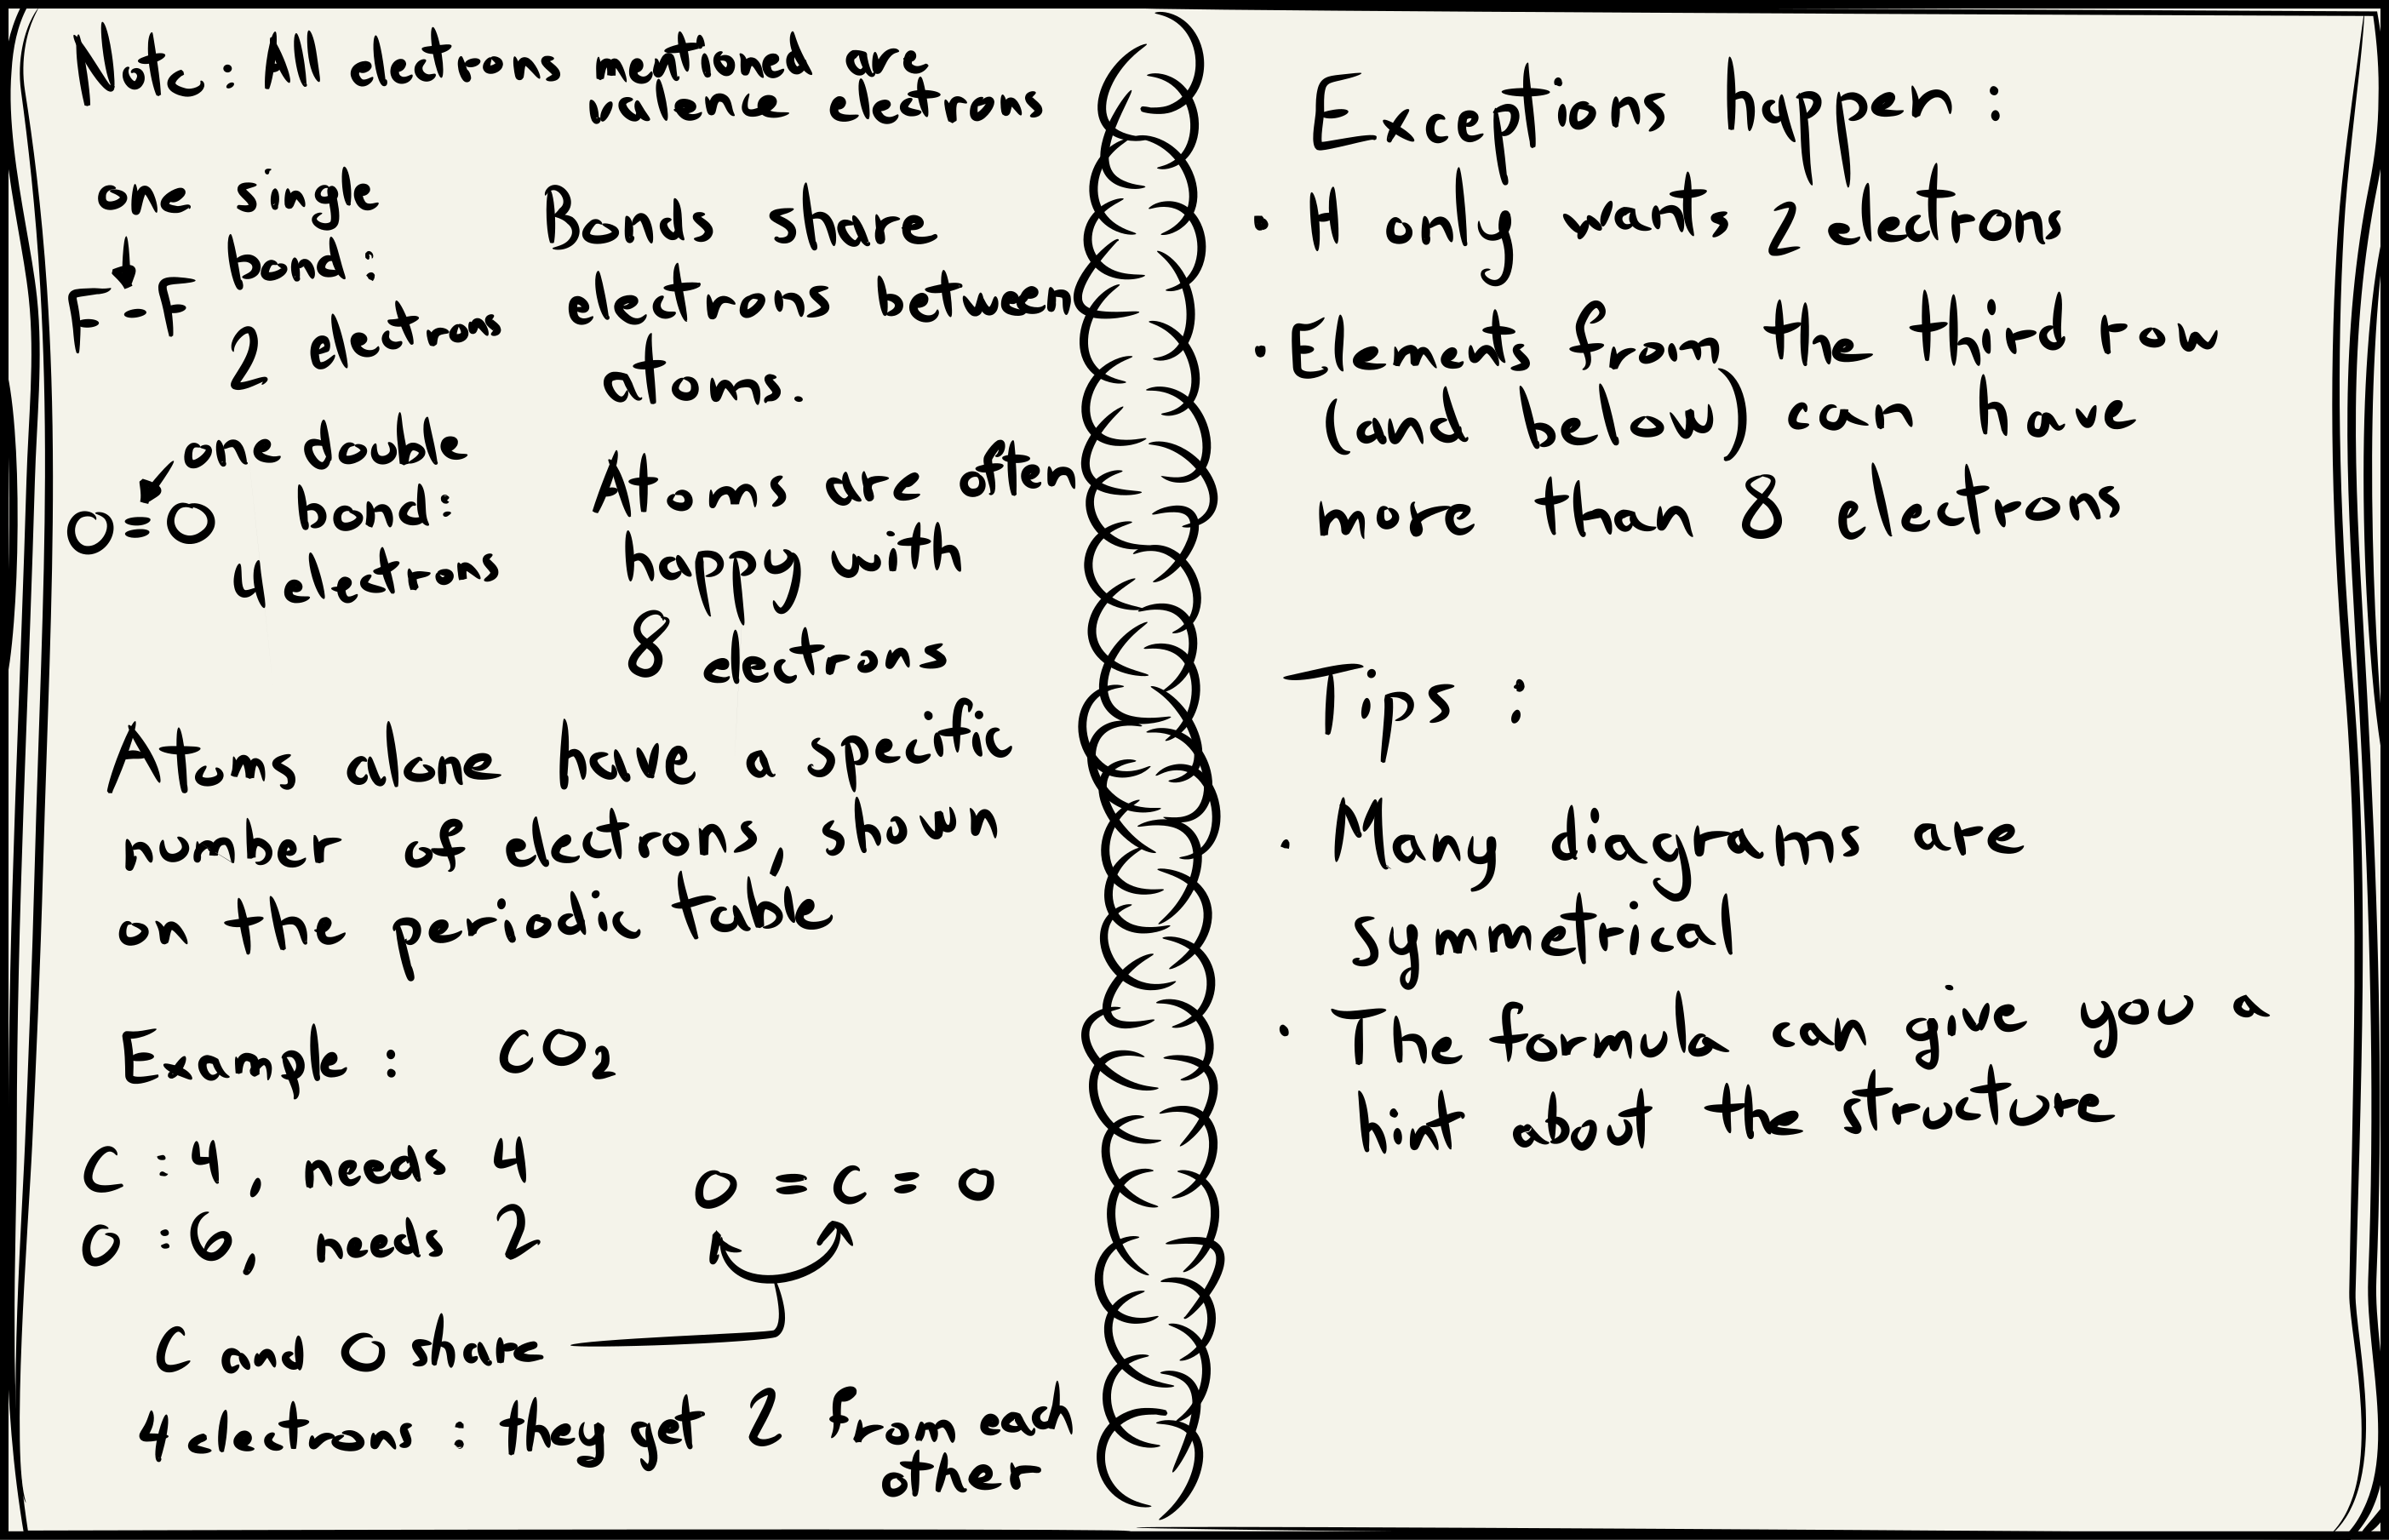 Note : All electrons mentioned are
valence electrons
one single
bond :
F-F
2 electrons
one double
bond:
O=O
4 electrons
Bonds share
electrons between
atoms.
Atoms are often
happy with
8 electrons
Atoms alone have a specific
number of electrons, shown
on the periodic table
Example : CO₂
C : 4, needs 4
O : 6, needs 2
O = C = O
C and O share
4 electrons : they get 2 from each
other
Exceptions happen :
· H only wants 2 electrons
· Elements from the third row
(and below) can have
more than 8 electrons
Tips :
· Many diagrams are
symmetrical
· The formula can give you a
hint about the structure